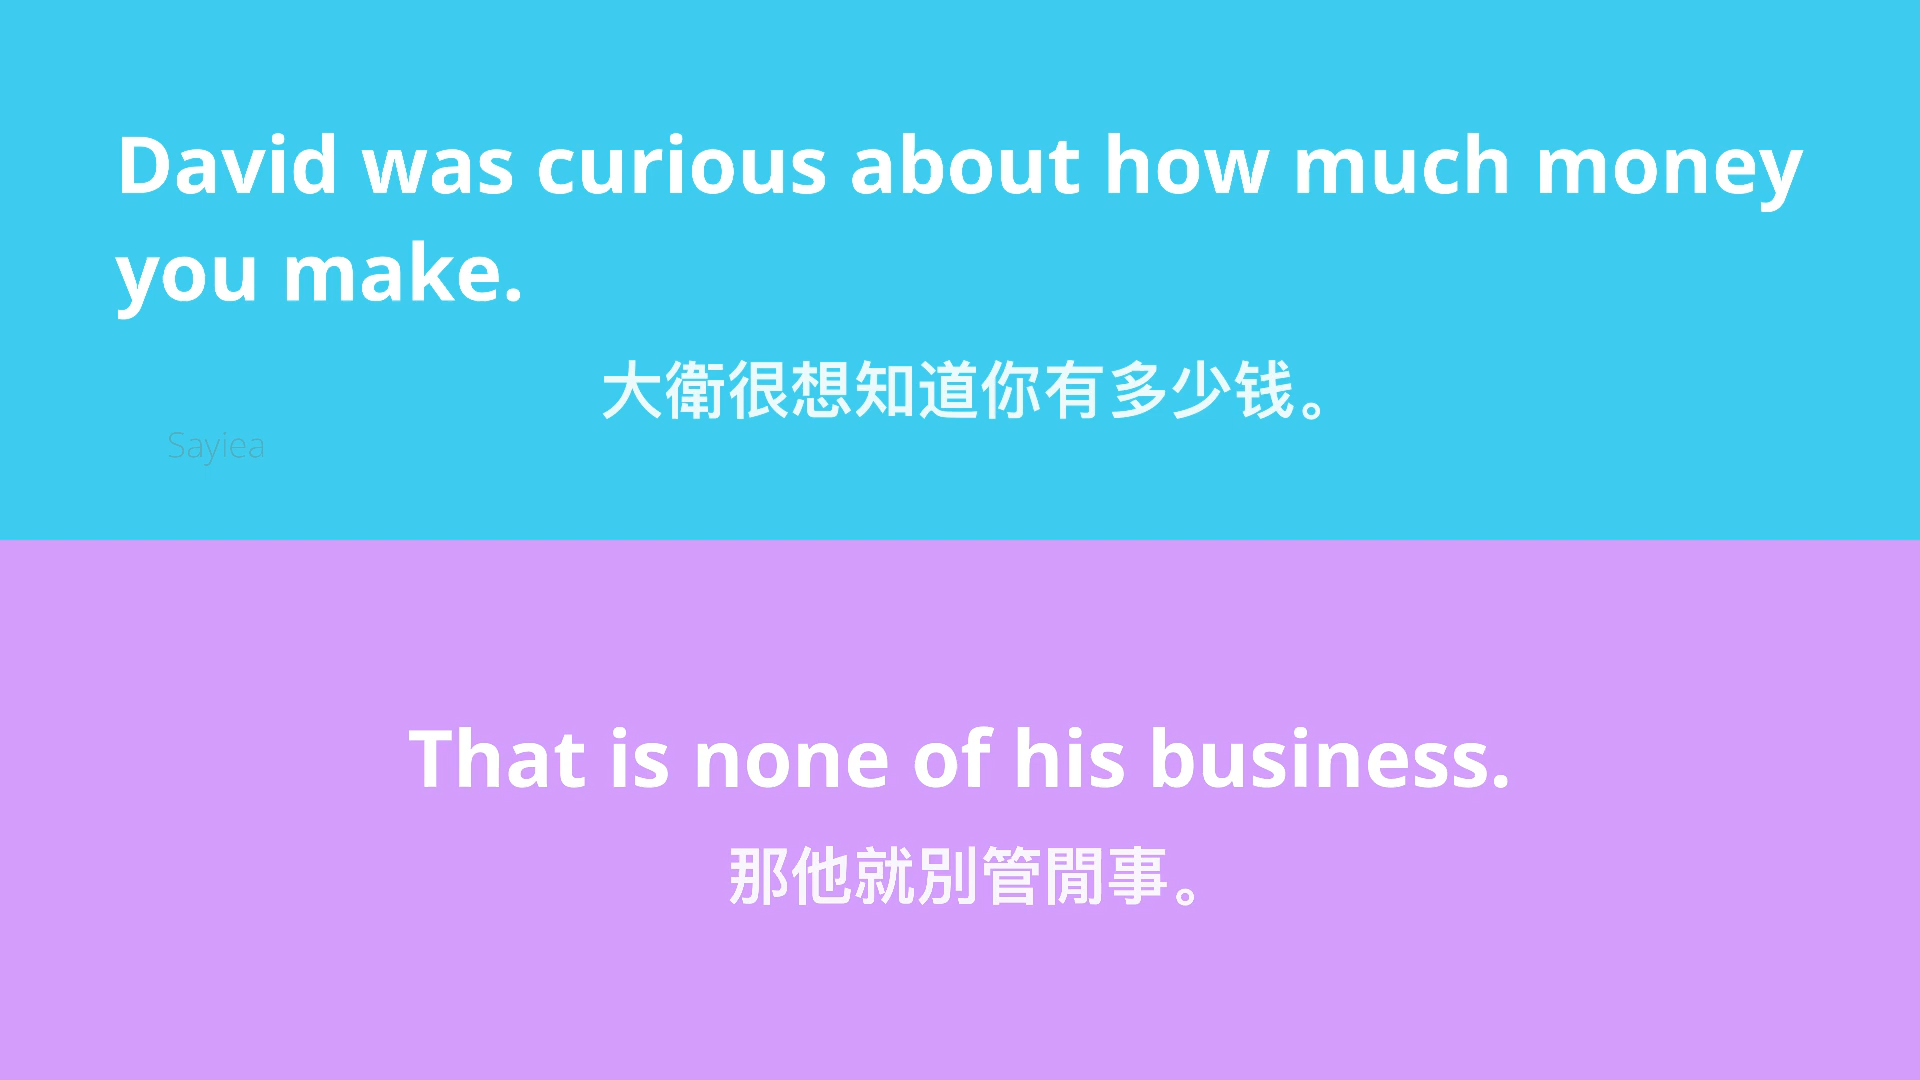 David was curious about how much money
you make.
大衛很想知道你有多少钱。
Sayiea
That is none of his business.
那他就別管閒事。